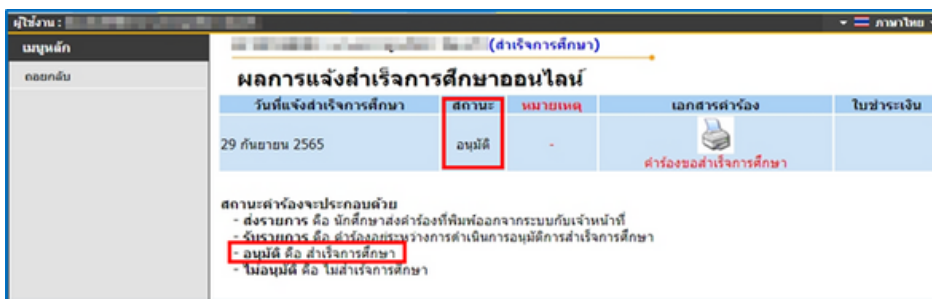 ผู้ใช้งาน :
ภาษาไทย
เมนูหลัก
ถอยกลับ
(สำเร็จการศึกษา)
ผลการแจ้งสำเร็จการศึกษาออนไลน์
วันที่แจ้งสำเร็จการศึกษา สถานะ หมายเหตุ เอกสารคำร้อง ใบชำระเงิน
29 กันยายน 2565 อนุมัติ -
คำร้องขอสำเร็จการศึกษา
สถานะคำร้องจะประกอบด้วย
- ส่งรายการ คือ นักศึกษาส่งคำร้องที่พิมพ์ออกจากระบบกับเจ้าหน้าที่
- รับรายการ คือ คำร้องอยู่ระหว่างการดำเนินการอนุมัติการสำเร็จการศึกษา
- อนุมัติ คือ สำเร็จการศึกษา
- ไม่อนุมัติ คือ ไม่สำเร็จการศึกษา